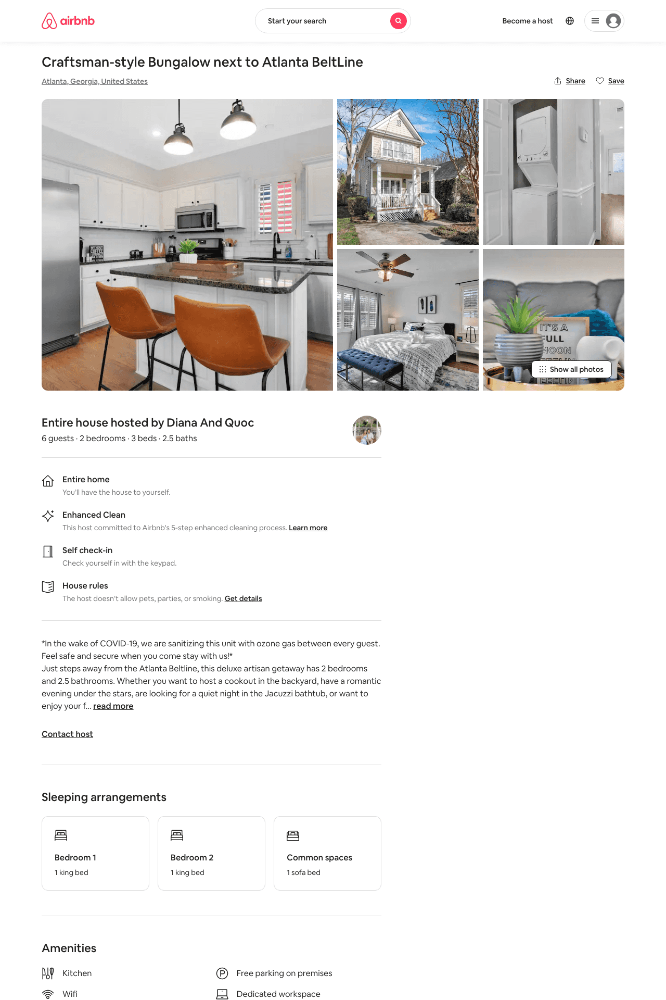 airbnb
Start your search
Become a host
Craftsman-style Bungalow next to Atlanta BeltLine
Atlanta, Georgia, United States
Share
Save
WITHOUT
COFFEE
IT'S A
FULL
MOON
Show all photos
Entire house hosted by Diana And Quoc
6 guests · 2 bedrooms · 3 beds · 2.5 baths
Entire home
You'll have the house to yourself.
Enhanced Clean
This host committed to Airbnb's 5-step enhanced cleaning process. Learn more
Self check-in
Check yourself in with the keypad.
House rules
The host doesn't allow pets, parties, or smoking. Get details
*In the wake of COVID-19, we are sanitizing this unit with ozone gas between every guest.
Feel safe and secure when you come stay with us!*
Just steps away from the Atlanta Beltline, this deluxe artisan getaway has 2 bedrooms
and 2.5 bathrooms. Whether you want to host a cookout in the backyard, have a romantic
evening under the stars, are looking for a quiet night in the Jacuzzi bathtub, or want to
enjoy your f... read more
Contact host
Sleeping arrangements
Bedroom 1
1 king bed
Bedroom 2
1 king bed
Common spaces
1 sofa bed
Amenities
Kitchen
Free parking on premises
Wifi
Dedicated workspace